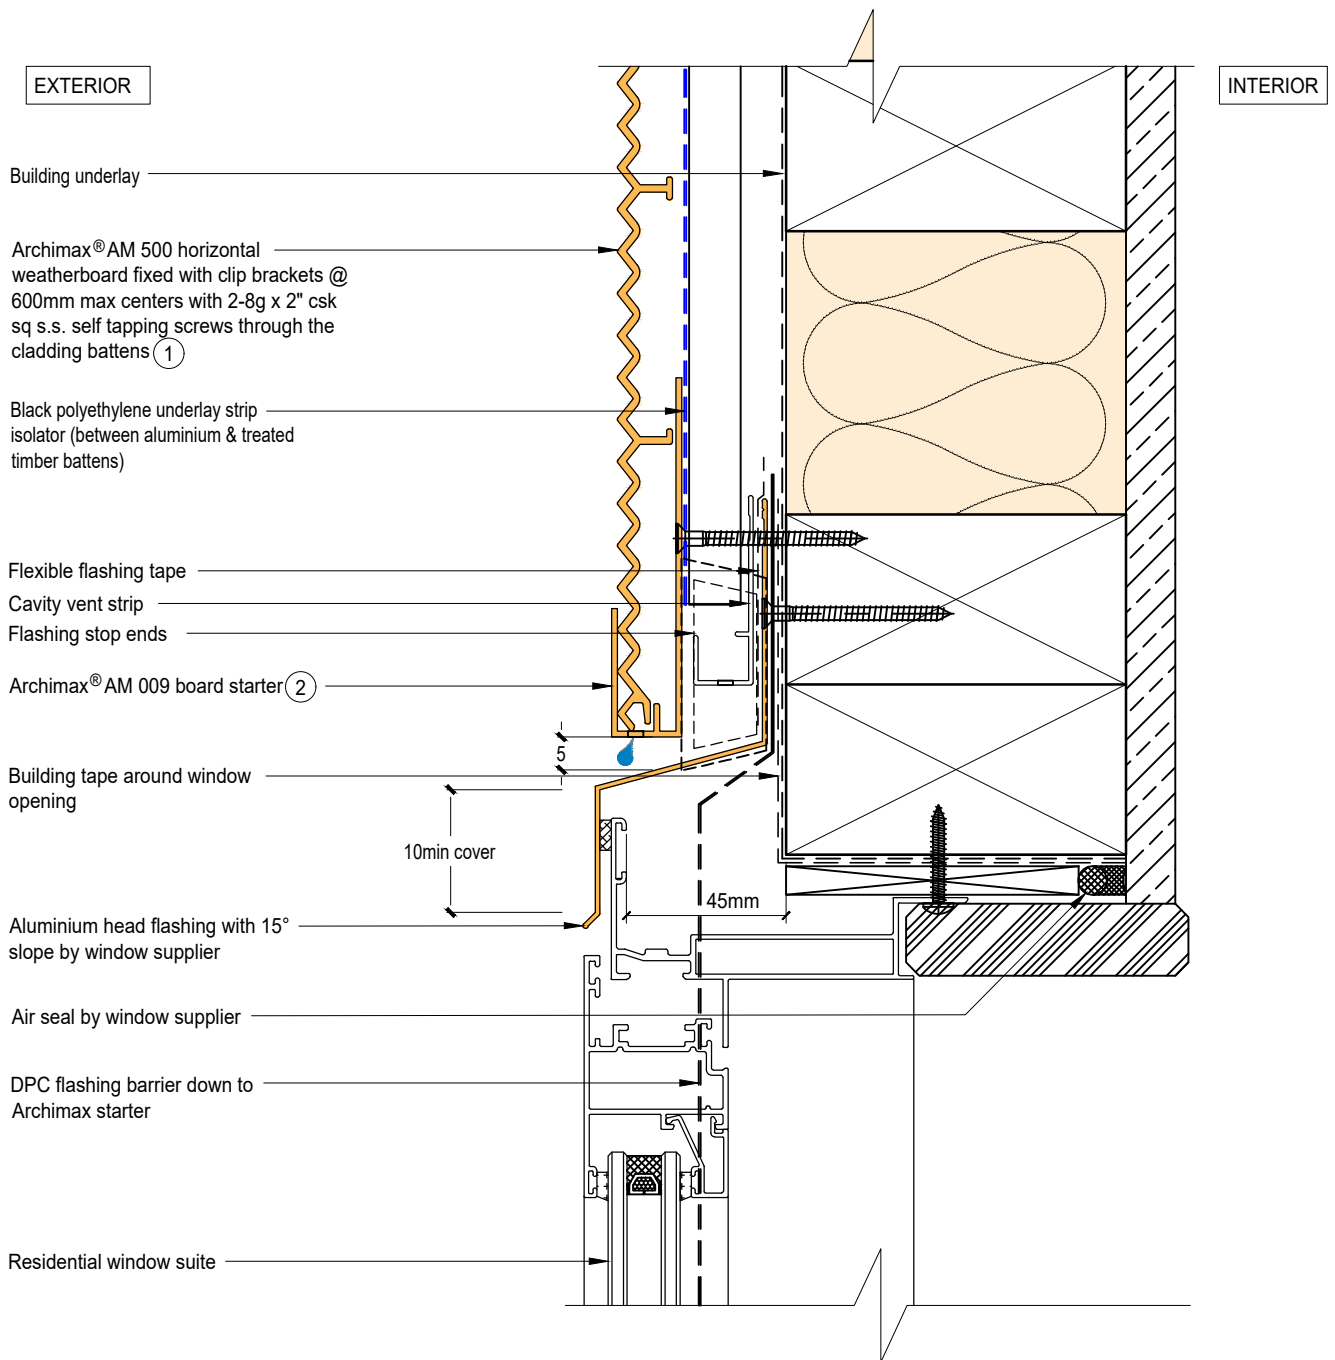 EXTERIOR
INTERIOR
Building underlay
Archimax® AM 500 horizontal
weatherboard fixed with clip brackets @
600mm max centers with 2-8g x 2" csk
sq s.s. self tapping screws through the
cladding battens 1
Black polyethylene underlay strip
isolator (between aluminium & treated
timber battens)
Flexible flashing tape
Cavity vent strip
Flashing stop ends
Archimax® AM 009 board starter 2
5
Building tape around window
opening
10min cover
45mm
Aluminium head flashing with 15°
slope by window supplier
Air seal by window supplier
DPC flashing barrier down to
Archimax starter
Residential window suite